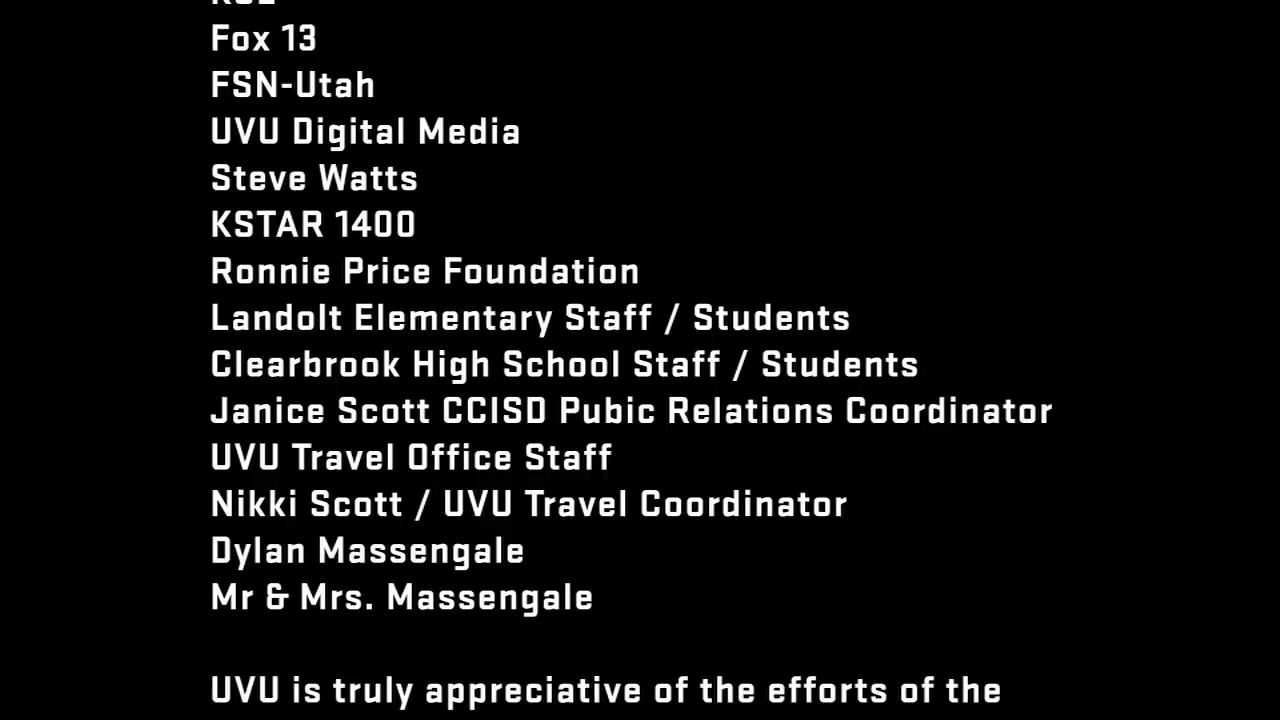 Fox 13
FSN-Utah
UVU Digital Media
Steve Watts
KSTAR 1400
Ronnie Price Foundation
Landolt Elementary Staff / Students
Clearbrook High School Staff / Students
Janice Scott CCISD Pubic Relations Coordinator
UVU Travel Office Staff
Nikki Scott / UVU Travel Coordinator
Dylan Massengale
Mr & Mrs. Massengale
UVU is truly appreciative of the efforts of the